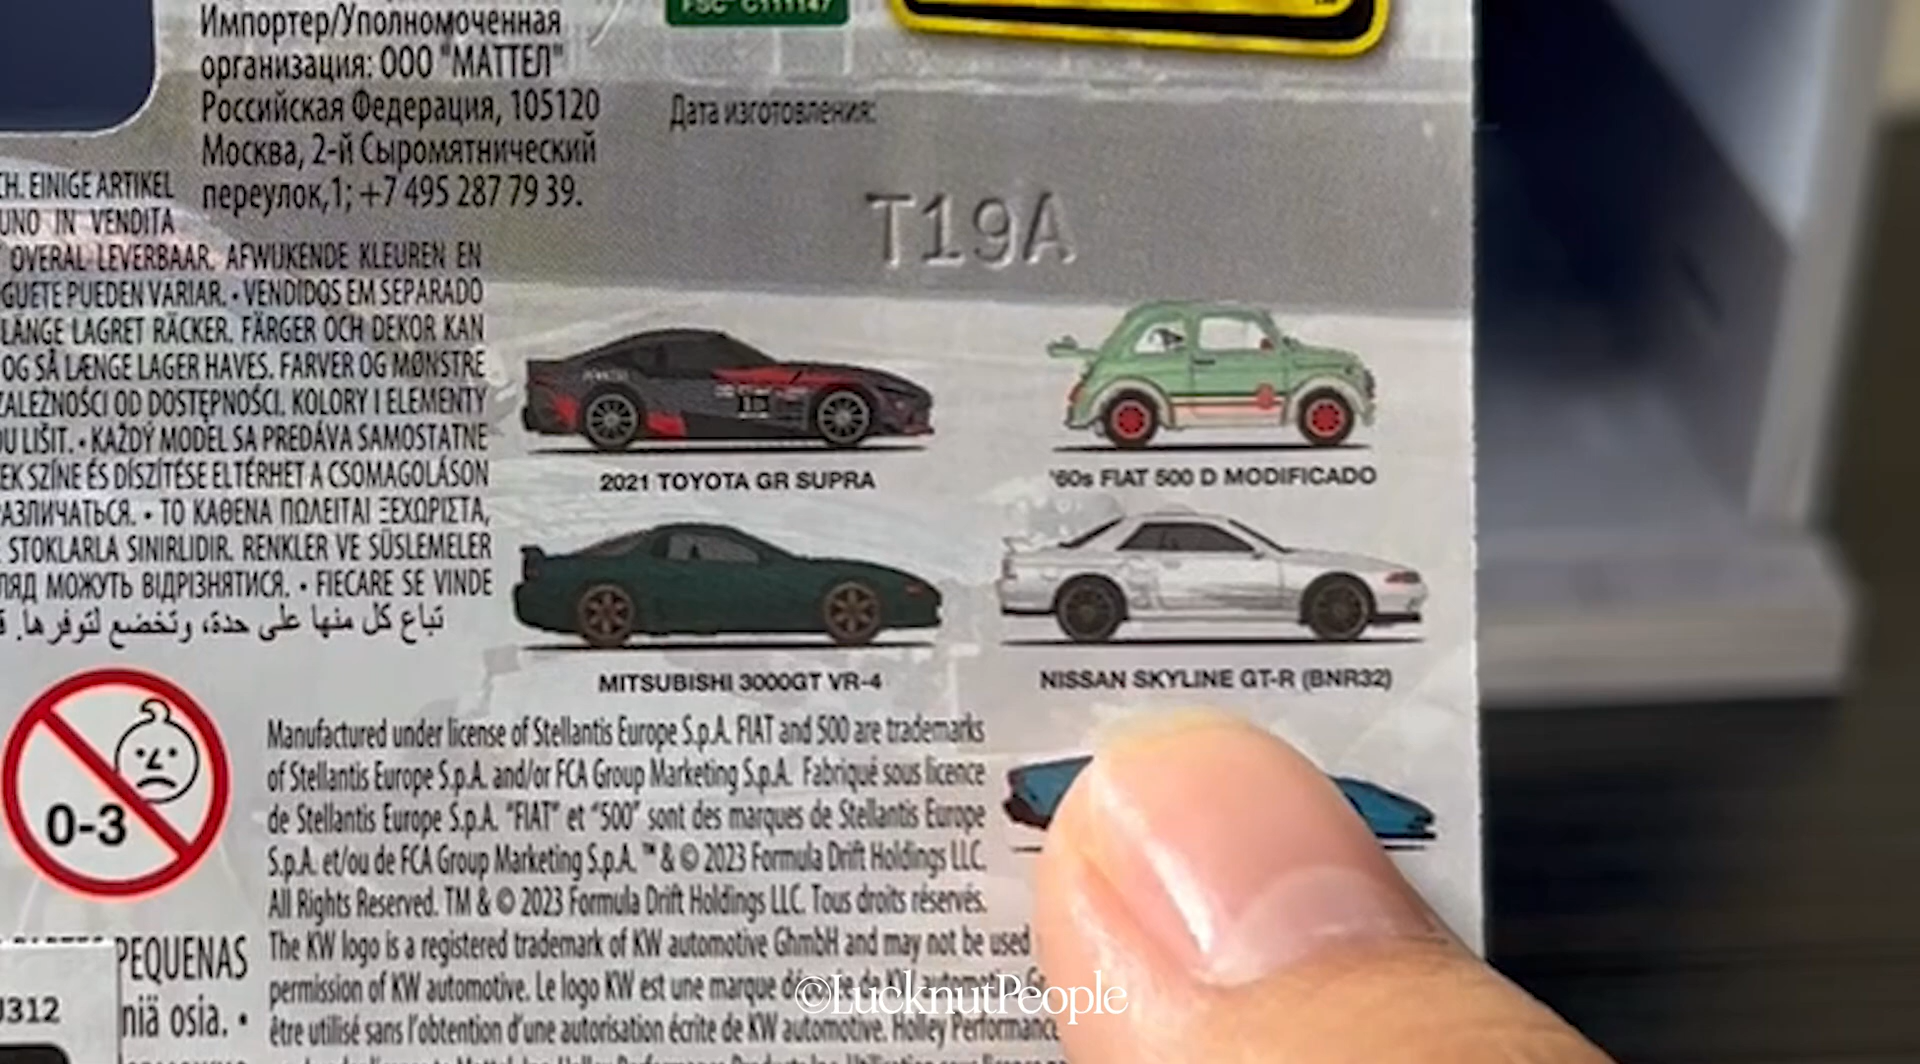 FSC® C111147
Импортер/Уполномоченная
организация: ООО "МАТТЕЛ"
Российская Федерация, 105120
Москва, 2-й Сыромятнический
переулок,1; +7 495 287 79 39.
Дата изготовления:
T19A
CH. EINIGE ARTIKEL
UNO IN VENDITA
OVERAL LEVERBAAR. AFWIJKENDE KLEUREN EN
GUETE PUEDEN VARIAR. • VENDIDOS EM SEPARADO
LÄNGE LAGRET RÄCKER. FÄRGER OCH DEKOR KAN
OG SÅ LÆNGE LAGER HAVES. FARVER OG MØNSTRE
ZALEŻNOŚCI OD DOSTĘPNOŚCI. KOLORY I ELEMENTY
OU LIŠIT. • KAŽDÝ MODEL SA PREDÁVA SAMOSTATNE
EK SZÍNE ÉS DÍSZÍTÉSE ELTÉRHET A CSOMAGOLÁSON
АЗЛИЧАТЬСЯ. • ΤΟ ΚΑΘΕΝΑ ΠΩΛΕΙΤΑΙ ΞΕΧΩΡΙΣΤΑ,
STOKLARLA SINIRLIDIR. RENKLER VE SÜSLEMELER
ЛЯД МОЖУТЬ ВІДРІЗНЯТИСЯ. • FIECARE SE VINDE
تباع كل منها على حدة، وتخضع لتوفرها.
2021 TOYOTA GR SUPRA
'60s FIAT 500 D MODIFICADO
MITSUBISHI 3000GT VR-4
NISSAN SKYLINE GT-R (BNR32)
0-3
Manufactured under license of Stellantis Europe S.p.A. FIAT and 500 are trademarks
of Stellantis Europe S.p.A. and/or FCA Group Marketing S.p.A. Fabriqué sous licence
de Stellantis Europe S.p.A. "FIAT" et "500" sont des marques de Stellantis Europe
S.p.A. et/ou de FCA Group Marketing S.p.A. ™ & © 2023 Formula Drift Holdings LLC.
All Rights Reserved. TM & © 2023 Formula Drift Holdings LLC. Tous droits réservés.
The KW logo is a registered trademark of KW automotive GmbH and may not be used
permission of KW automotive. Le logo KW est une marque de KW automotive
être utilisé sans l'obtention d'une autorisation écrite de KW automotive. Holley Performance
PEQUENAS
niä osia. •
J312
©LucknutPeople